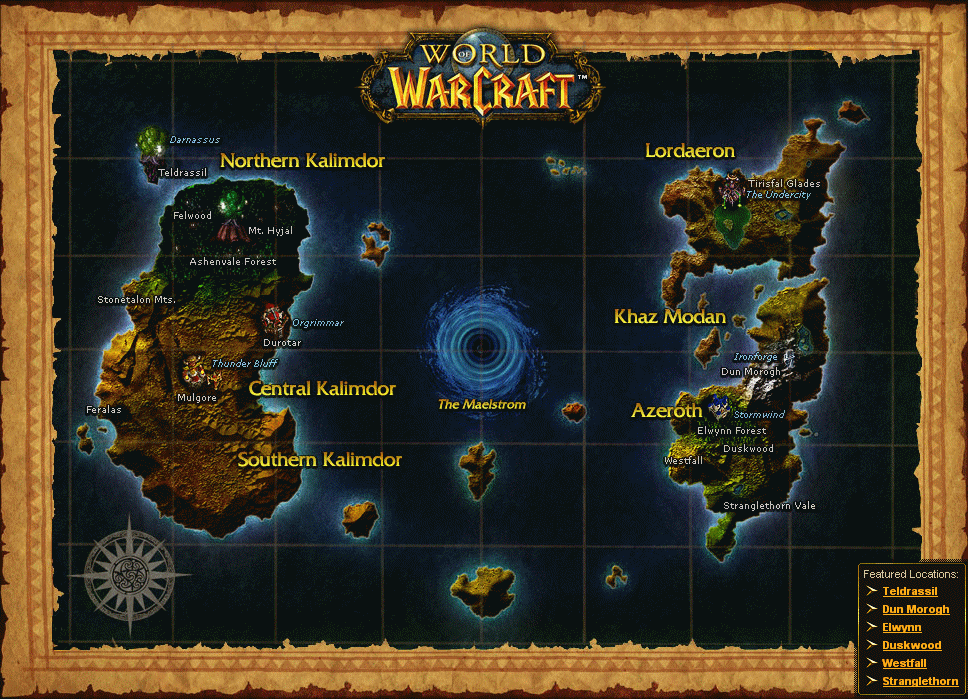 WORLD
OF
WARCRAFT™
Darnassus
Teldrassil
Northern Kalimdor
Felwood
Mt. Hyjal
Ashenvale Forest
Stonetalon Mts.
Orgrimmar
Durotar
Thunder Bluff
Mulgore
Central Kalimdor
Feralas
Southern Kalimdor
The Maelstrom
Lordaeron
Tirisfal Glades
The Undercity
Khaz Modan
Ironforge
Dun Morogh
Azeroth
Stormwind
Elwynn Forest
Duskwood
Westfall
Stranglethorn Vale
Featured Locations:
Teldrassil
Dun Morogh
Elwynn
Duskwood
Westfall
Stranglethorn